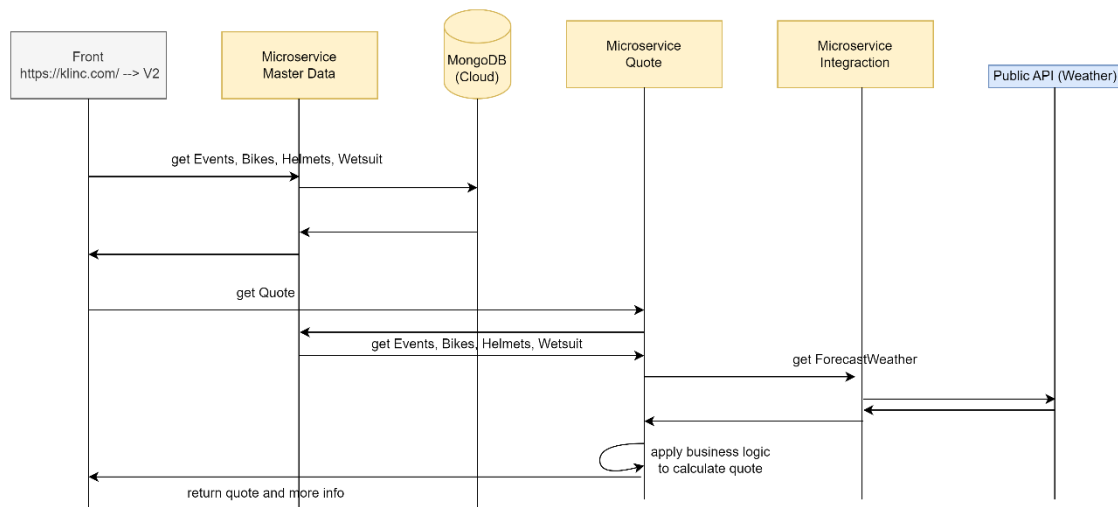 Front
https://klinc.com/ --> V2
Microservice
Master Data
MongoDB
(Cloud)
Microservice
Quote
Microservice
Integraction
Public API (Weather)
get Events, Bikes, Helmets, Wetsuit
get Quote
get Events, Bikes, Helmets, Wetsuit
get ForecastWeather
apply business logic
to calculate quote
return quote and more info